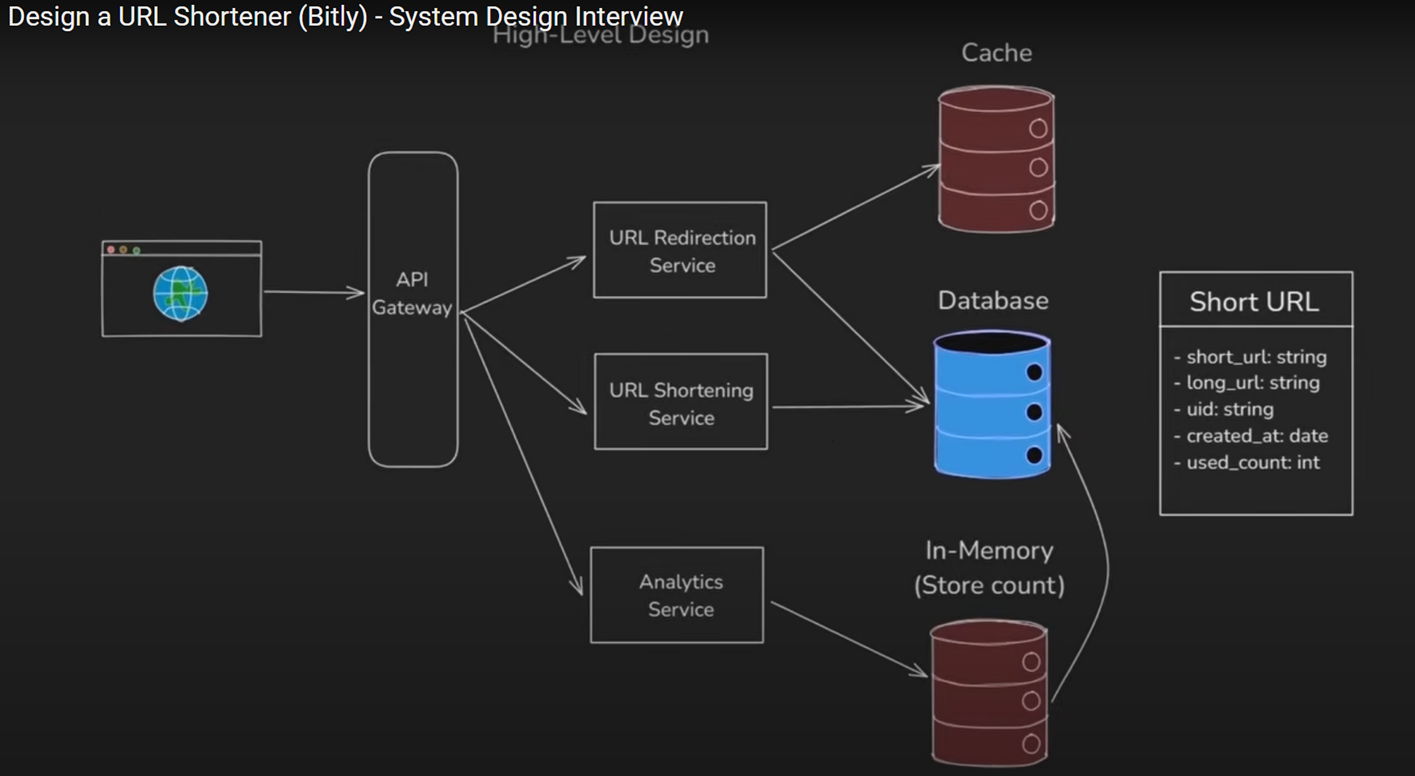 Design a URL Shortener (Bitly) - System Design Interview
High-Level Design
Cache
API
Gateway
URL Redirection
Service
URL Shortening
Service
Analytics
Service
Database
In-Memory
(Store count)
Short URL
- short_url: string
- long_url: string
- uid: string
- created_at: date
- used_count: int